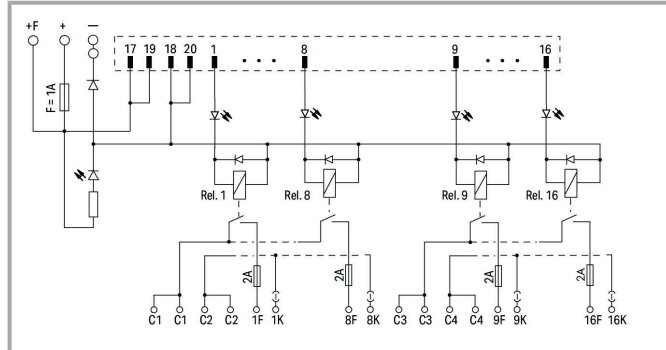 +F + −
17 19 18 20 1 8 9 16
F = 1A
Rel. 1 Rel. 8 Rel. 9 Rel. 16
2A 2A 2A 2A
C1 C1 C2 C2 1F 1K 8F 8K C3 C3 C4 C4 9F 9K 16F 16K